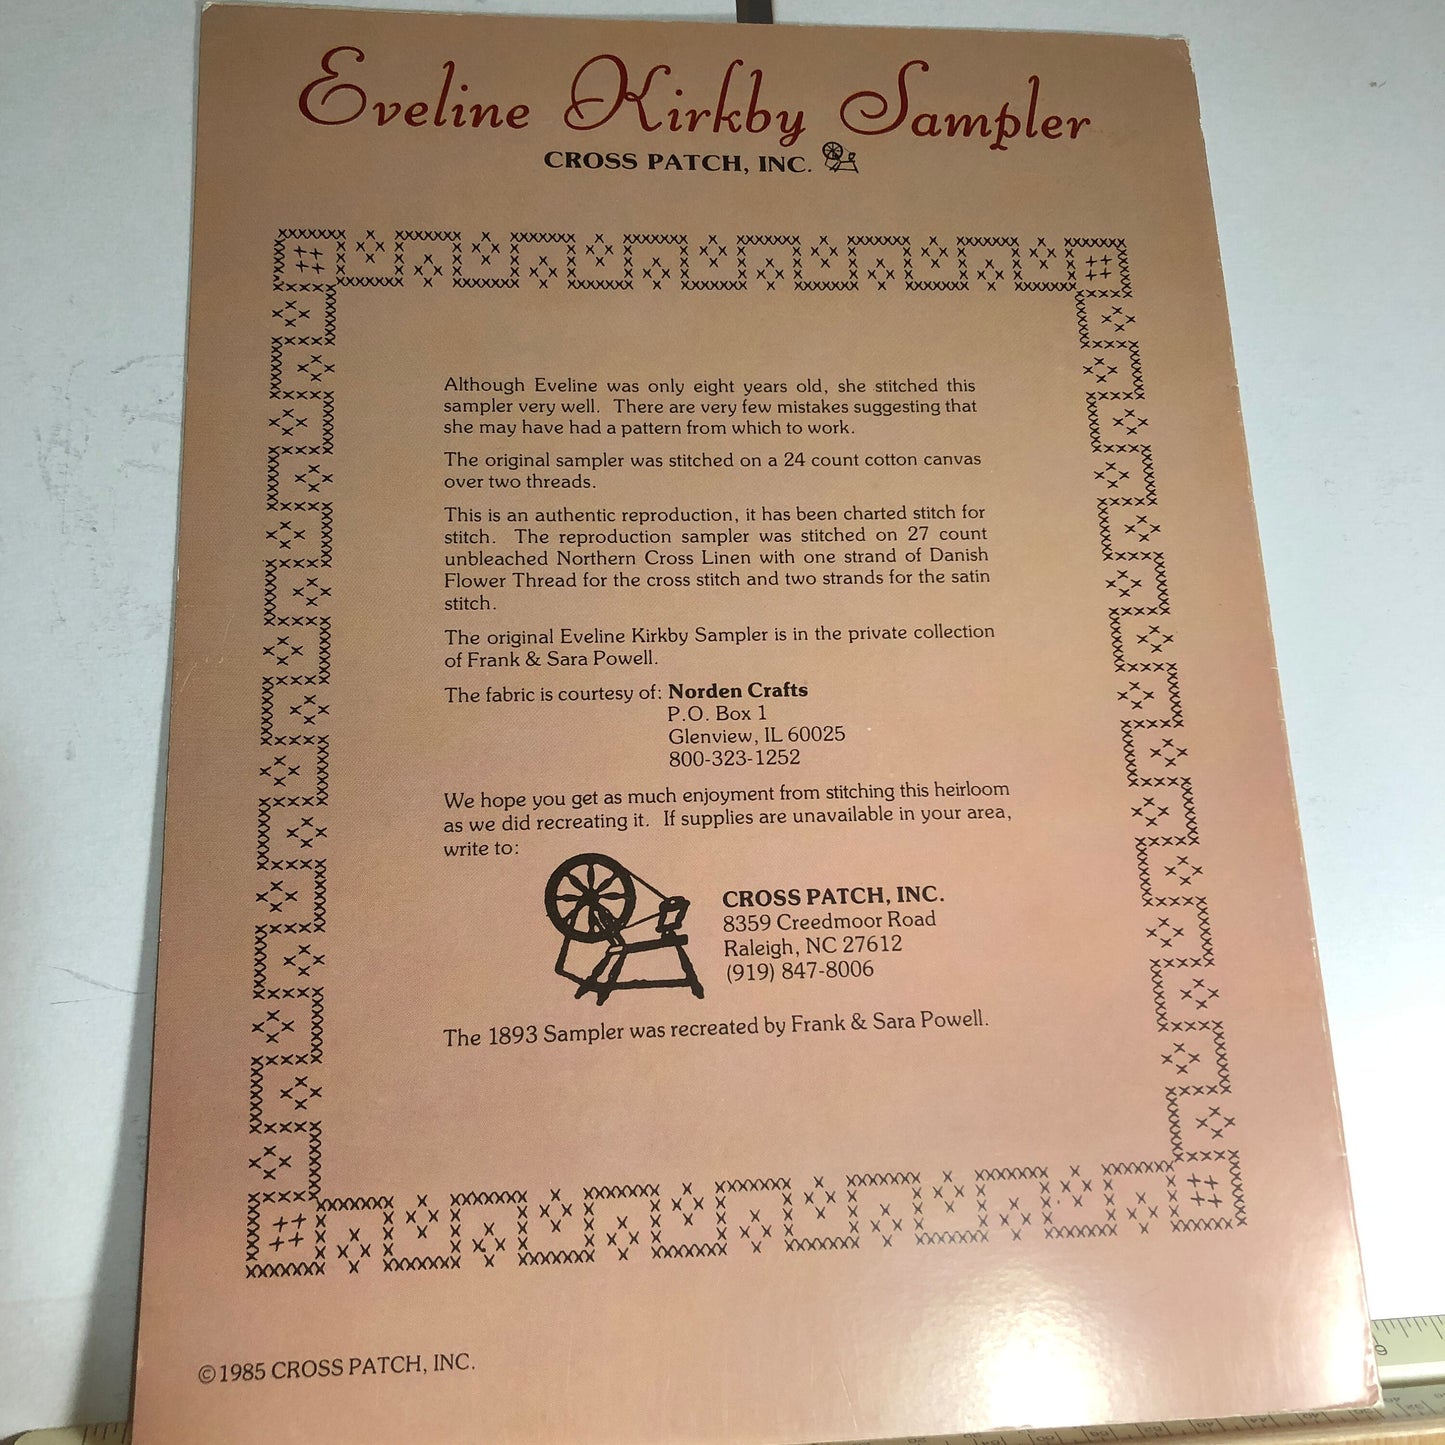 Eveline Kirkby Sampler
CROSS PATCH, INC.
Although Eveline was only eight years old, she stitched this
sampler very well. There are very few mistakes suggesting that
she may have had a pattern from which to work.
The original sampler was stitched on a 24 count cotton canvas
over two threads.
This is an authentic reproduction, it has been charted stitch for
stitch. The reproduction sampler was stitched on 27 count
unbleached Northern Cross Linen with one strand of Danish
Flower Thread for the cross stitch and two strands for the satin
stitch.
The original Eveline Kirkby Sampler is in the private collection
of Frank & Sara Powell.
The fabric is courtesy of: Norden Crafts
P.O. Box 1
Glenview, IL 60025
800-323-1252
We hope you get as much enjoyment from stitching this heirloom
as we did recreating it. If supplies are unavailable in your area,
write to:
CROSS PATCH, INC.
8359 Creedmoor Road
Raleigh, NC 27612
(919) 847-8006
The 1893 Sampler was recreated by Frank & Sara Powell.
©1985 CROSS PATCH, INC.